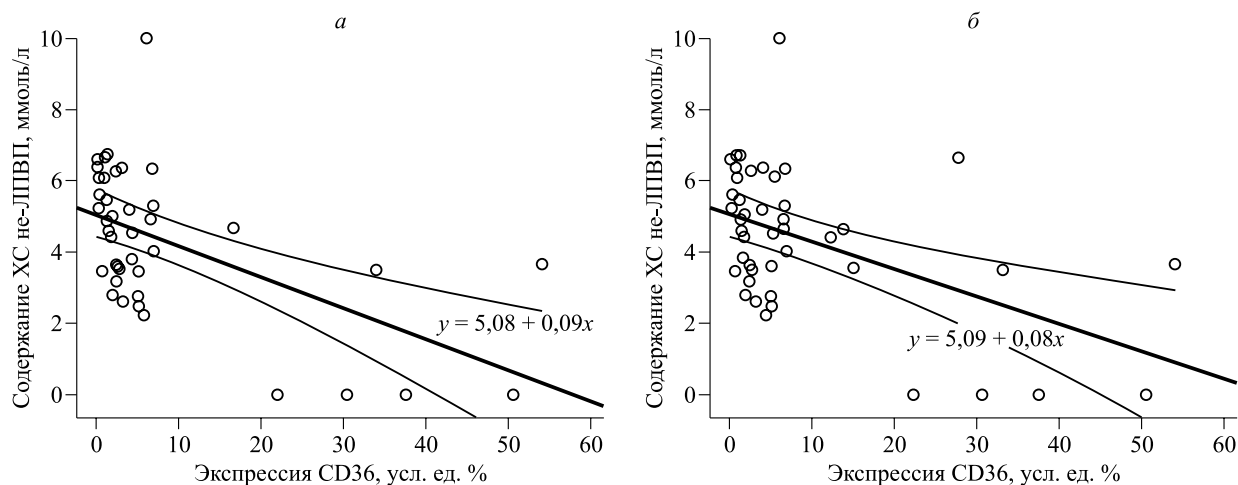 а
Содержание ХС не-ЛПВП, ммоль/л
10
8
6
4
2
0
y = 5,08 + 0,09x
0 10 20 30 40 50 60
Экспрессия CD36, усл. ед. %
б
Содержание ХС не-ЛПВП, ммоль/л
10
8
6
4
2
0
y = 5,09 + 0,08x
0 10 20 30 40 50 60
Экспрессия CD36, усл. ед. %